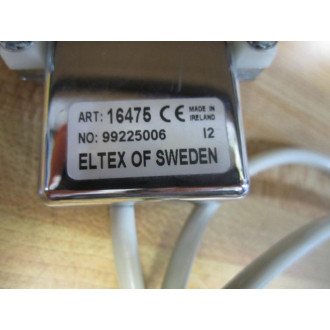 ART: 16475 CE MADE IN IRELAND
NO: 99225006 I2
ELTEX OF SWEDEN